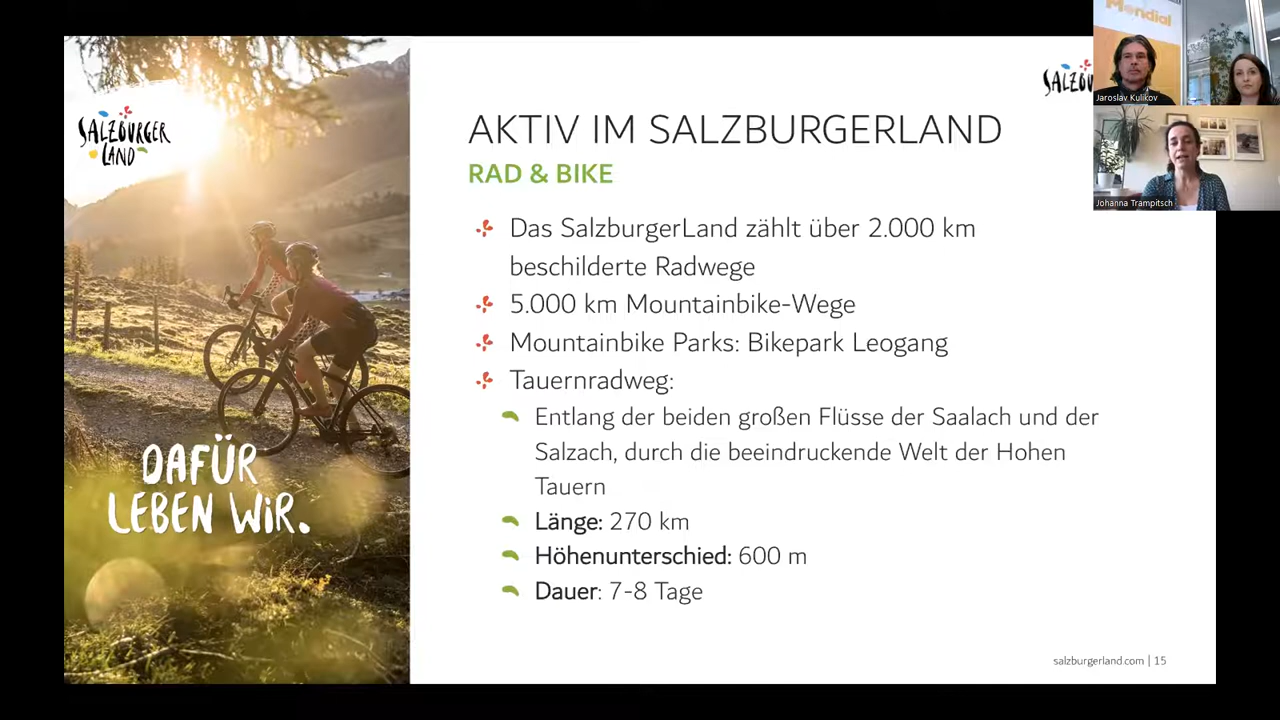 SALZBURGER
LAND
DAFÜR
LEBEN WIR.
AKTIV IM SALZBURGERLAND
RAD & BIKE
Das SalzburgerLand zählt über 2.000 km
beschilderte Radwege
5.000 km Mountainbike-Wege
Mountainbike Parks: Bikepark Leogang
Tauernradweg:
Entlang der beiden großen Flüsse der Saalach und der
Salzach, durch die beeindruckende Welt der Hohen
Tauern
Länge: 270 km
Höhenunterschied: 600 m
Dauer: 7-8 Tage
salzburgerland.com | 15
Mondial
Jaroslav Kulikov
Johanna Trampitsch